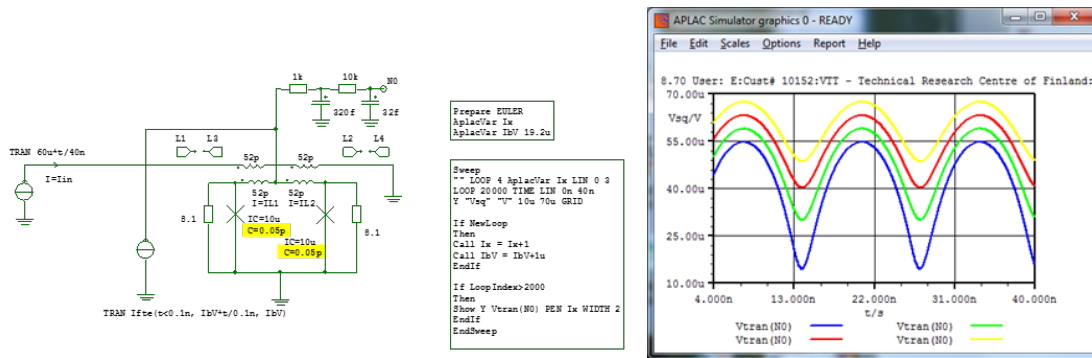 1k
10k
N0
320f
32f
L1
L3
L2
L4
TRAN 60u*t/40n
52p
52p
I=Iin
52p
52p
I=IL1
I=IL2
8.1
8.1
IC=10u
C=0.05p
IC=10u
C=0.05p
TRAN Ifte(t<0.1n, IbV*t/0.1n, IbV)
Prepare EULER
AplacVar Ix
AplacVar IbV 19.2u
Sweep
"" LOOP 4 AplacVar Ix LIN 0 3
LOOP 20000 TIME LIN 0n 40n
Y "Vsq" "V" 10u 70u GRID
If NewLoop
Then
Call Ix = Ix+1
Call IbV = IbV+1u
EndIf
If LoopIndex>2000
Then
Show Y Vtran(N0) PEN Ix WIDTH 2
EndIf
EndSweep
APLAC Simulator graphics 0 - READY
File Edit Scales Options Report Help
8.70 User: E:Cust# 10152:VTT - Technical Research Centre of Finland:
70.00u
Vsq/V
55.00u
40.00u
25.00u
10.00u
4.000n 13.000n 22.000n 31.000n 40.000n
t/s
Vtran(N0) Vtran(N0)
Vtran(N0) Vtran(N0)